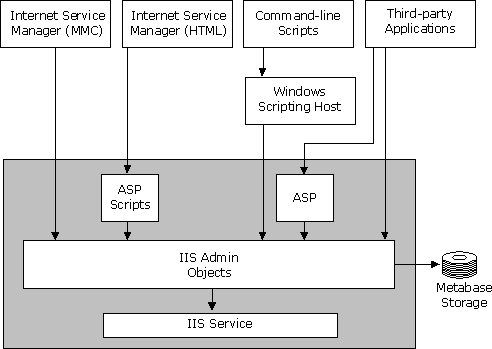 Internet Service
Manager (MMC)
Internet Service
Manager (HTML)
Command-line
Scripts
Third-party
Applications
Windows
Scripting Host
ASP
Scripts
ASP
IIS Admin
Objects
Metabase
Storage
IIS Service